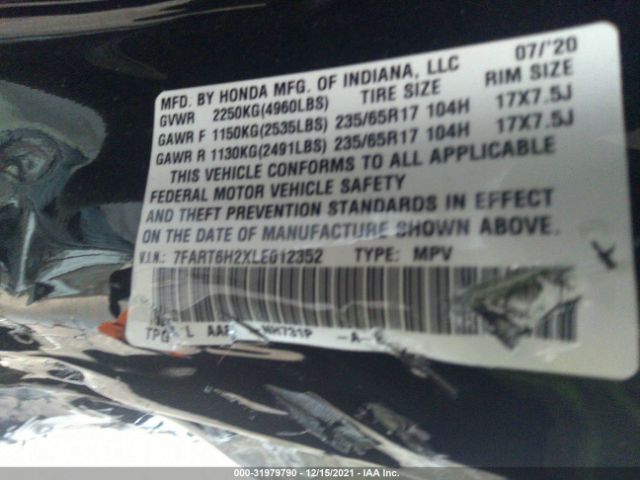 MFD. BY HONDA MFG. OF INDIANA, LLC 07/'20
GVWR 2250KG(4960LBS) TIRE SIZE RIM SIZE
GAWR F 1150KG(2535LBS) 235/65R17 104H 17X7.5J
GAWR R 1130KG(2491LBS) 235/65R17 104H 17X7.5J
THIS VEHICLE CONFORMS TO ALL APPLICABLE
FEDERAL MOTOR VEHICLE SAFETY
AND THEFT PREVENTION STANDARDS IN EFFECT
ON THE DATE OF MANUFACTURE SHOWN ABOVE.
V.I.N.: 7FART6H2XLE012352 TYPE: MPV
NH731P -A-
000-31979790 - 12/15/2021 - IAA Inc.